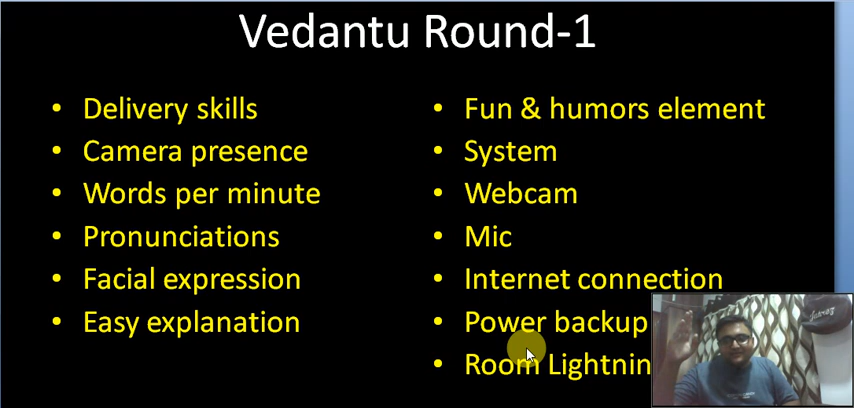 Vedantu Round-1
• Delivery skills
• Camera presence
• Words per minute
• Pronunciations
• Facial expression
• Easy explanation
• Fun & humors element
• System
• Webcam
• Mic
• Internet connection
• Power backup
• Room Lightnin